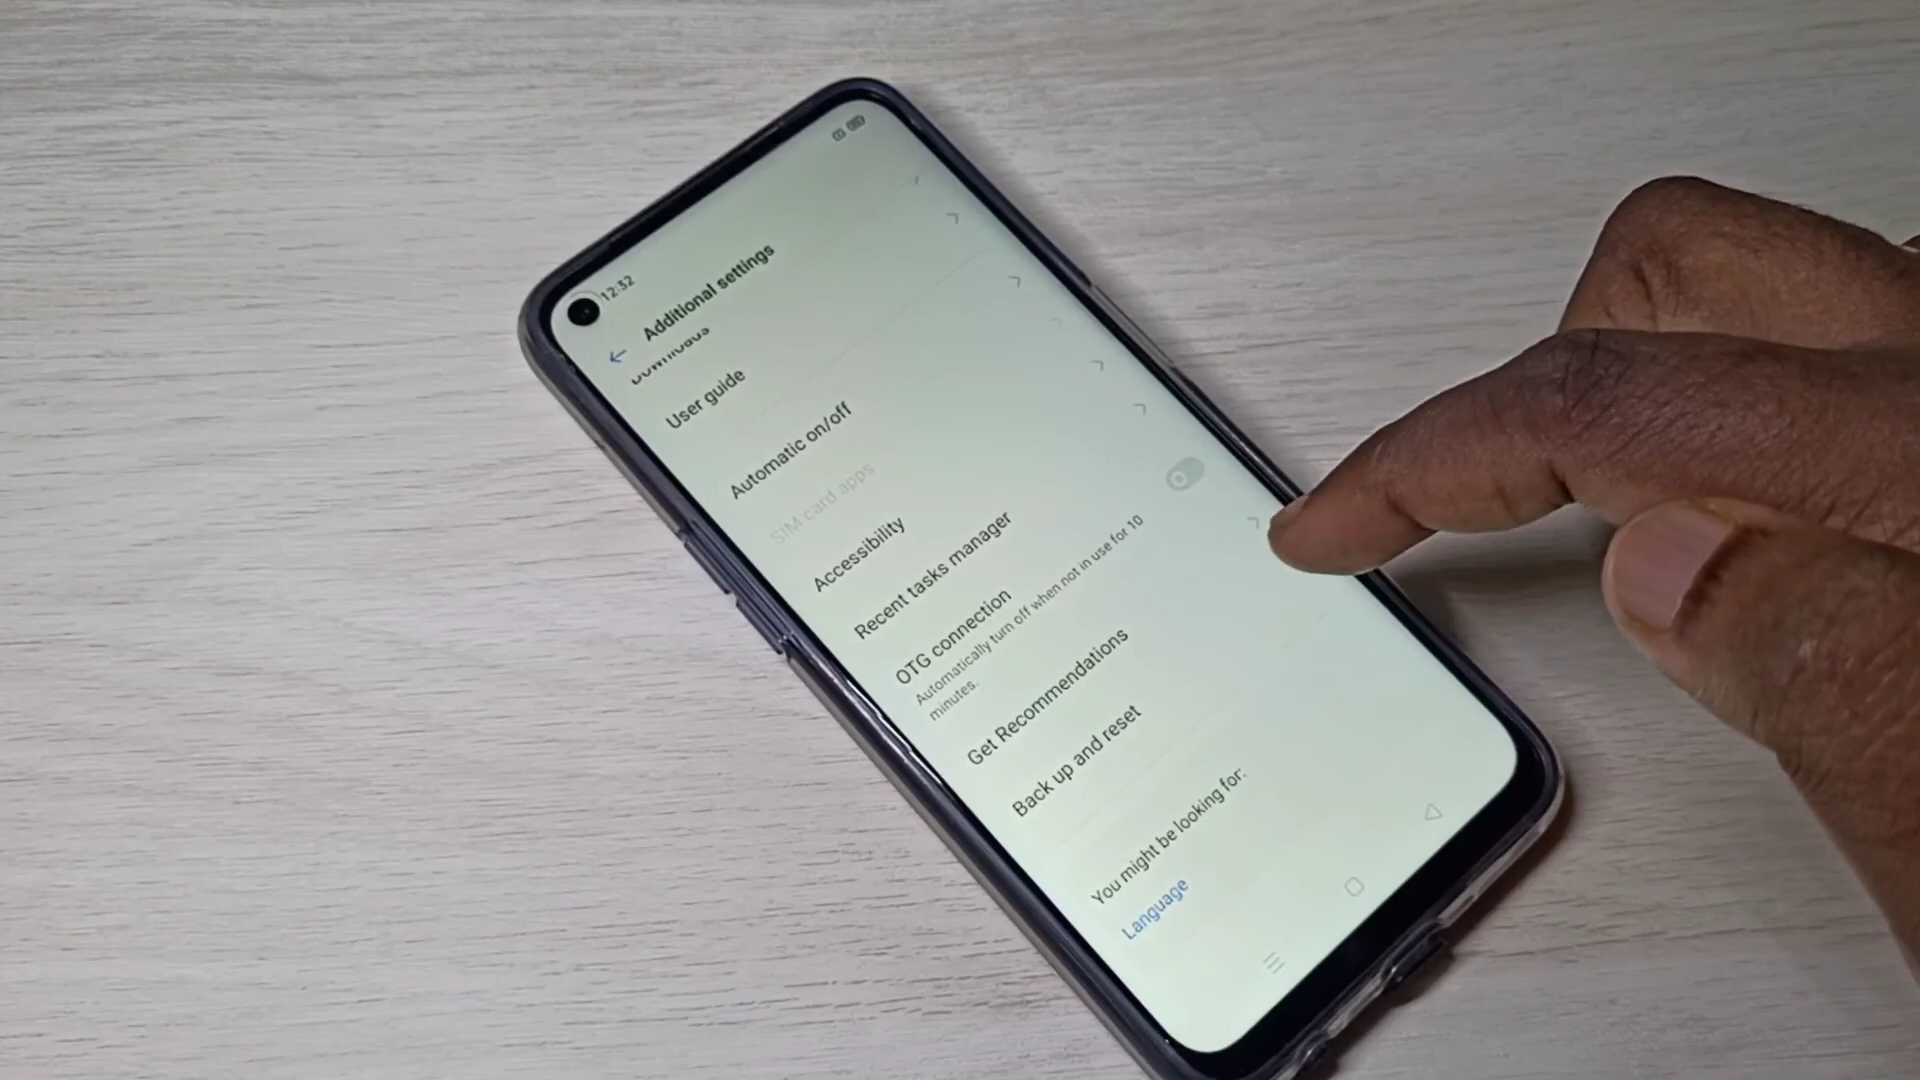 12:32
Additional settings
Downloads
User guide
Automatic on/off
SIM card apps
Accessibility
Recent tasks manager
OTG connection
Automatically turn off when not in use for 10
minutes.
Get Recommendations
Back up and reset
You might be looking for:
Language